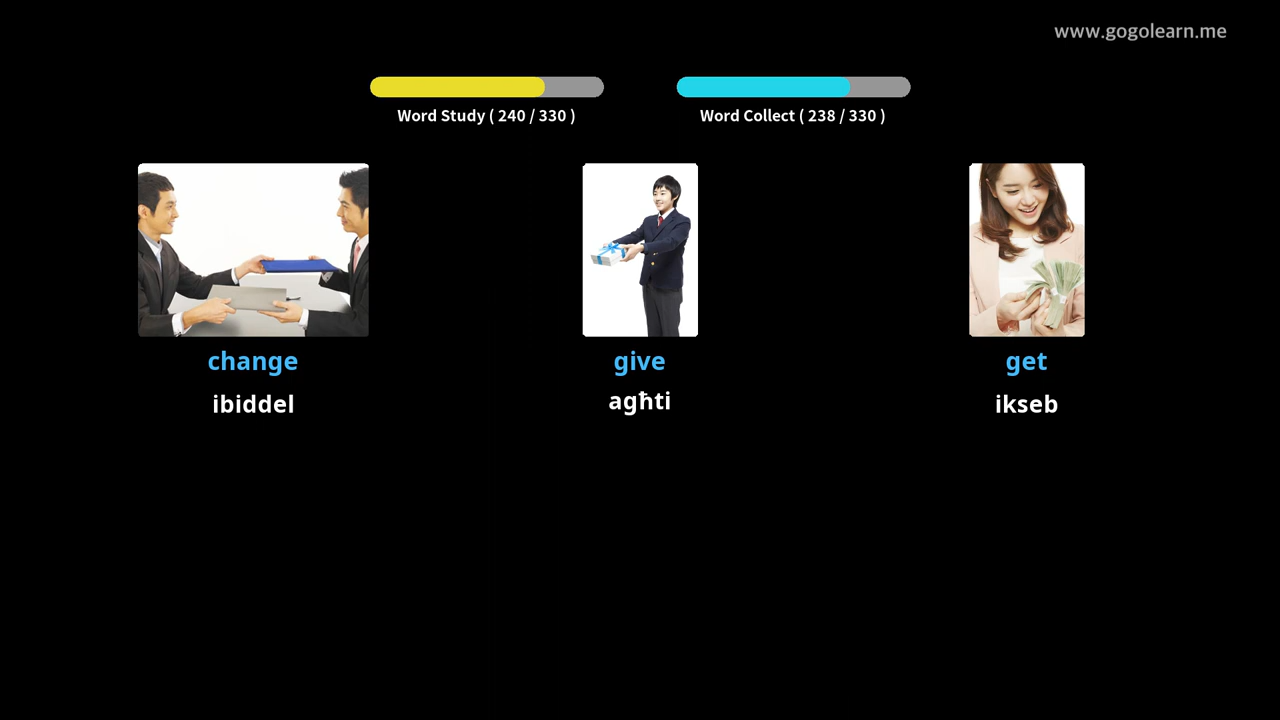 www.gogolearn.me
Word Study ( 240 / 330 )
Word Collect ( 238 / 330 )
change
give
get
ibiddel
agħti
ikseb